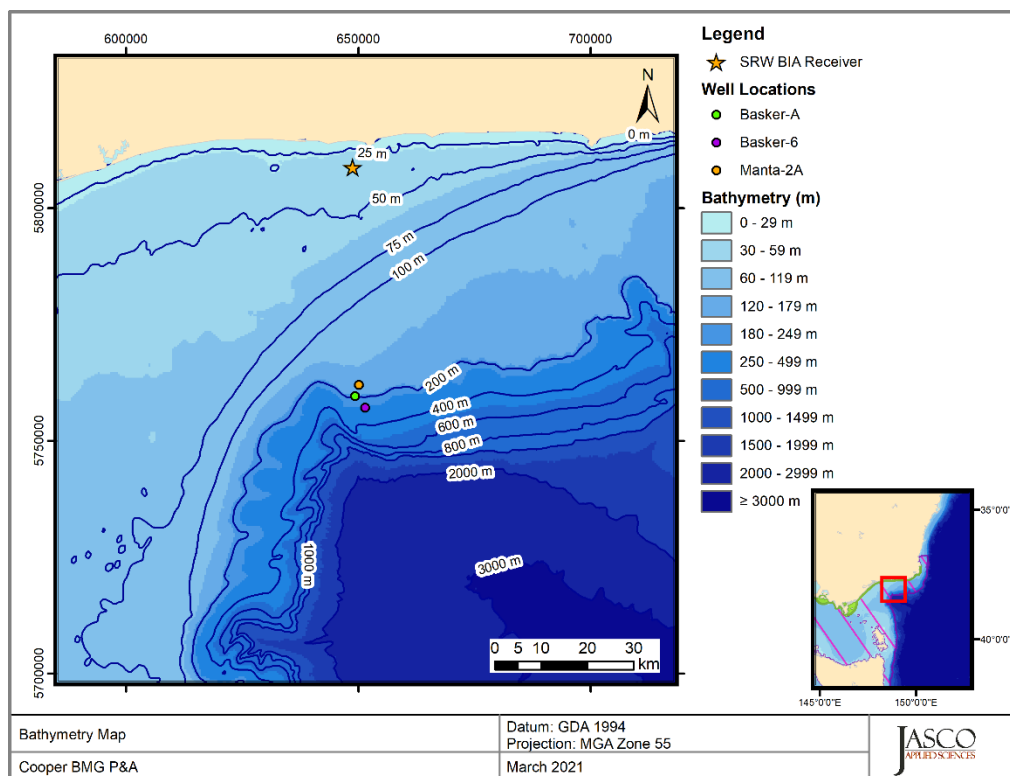 600000
650000
700000
5800000
5750000
5700000
N
0 m
25 m
50 m
75 m
100 m
200 m
400 m
600 m
800 m
2000 m
1000 m
3000 m
0 5 10 20 30
km
Legend
SRW BIA Receiver
Well Locations
Basker-A
Basker-6
Manta-2A
Bathymetry (m)
0 - 29 m
30 - 59 m
60 - 119 m
120 - 179 m
180 - 249 m
250 - 499 m
500 - 999 m
1000 - 1499 m
1500 - 1999 m
2000 - 2999 m
≥ 3000 m
35°0'0"
40°0'0"
145°0'0"
150°0'0"
Bathymetry Map
Datum: GDA 1994
Projection: MGA Zone 55
Cooper BMG P&A
March 2021
JASCO
APPLIED SCIENCES